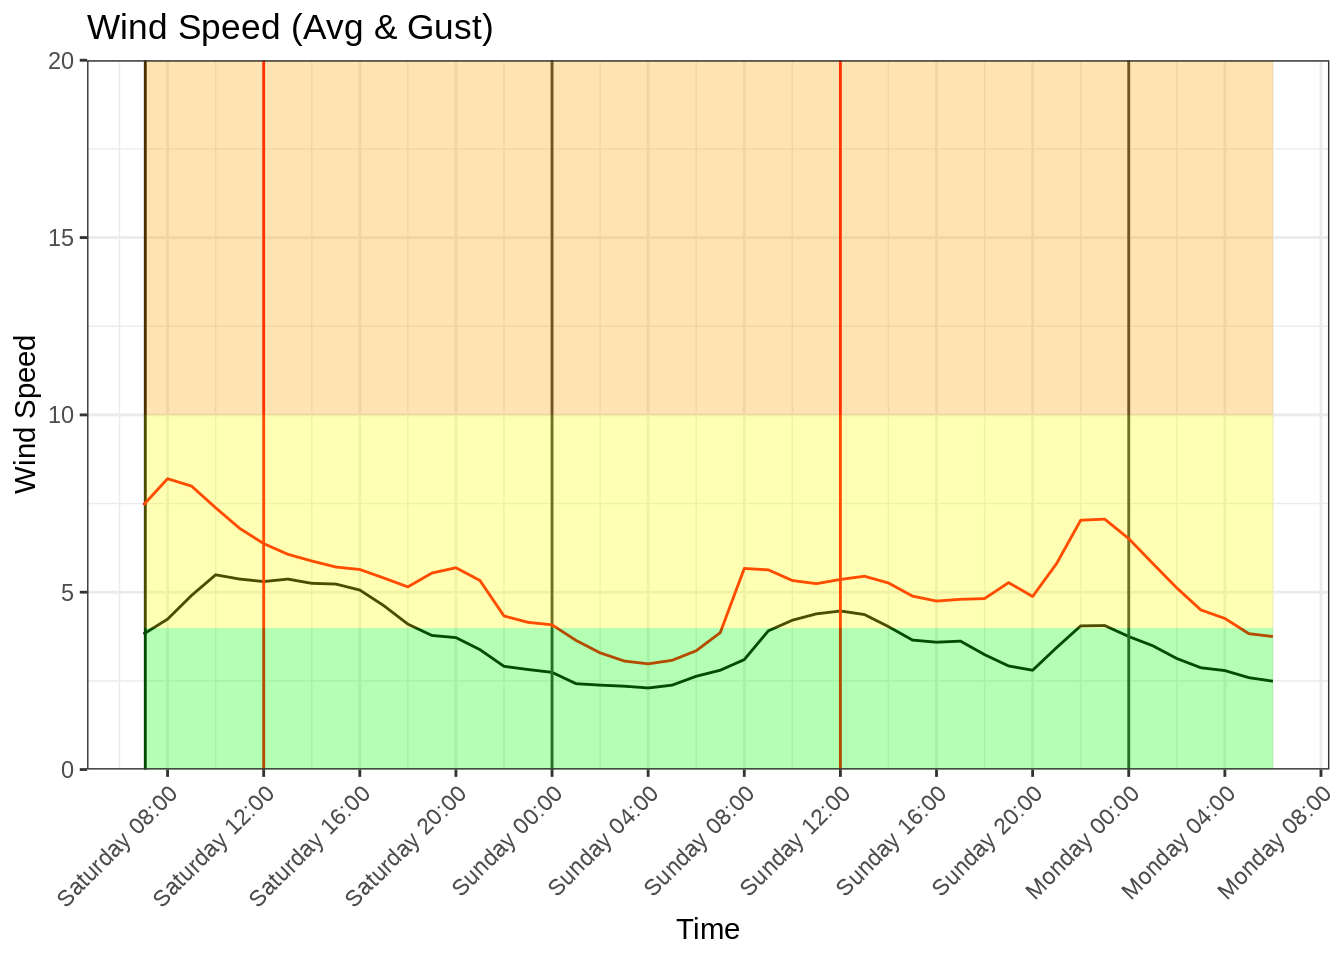 Wind Speed (Avg & Gust)
20
15
10
5
0
Wind Speed
Saturday 08:00
Saturday 12:00
Saturday 16:00
Saturday 20:00
Sunday 00:00
Sunday 04:00
Sunday 08:00
Sunday 12:00
Sunday 16:00
Sunday 20:00
Monday 00:00
Monday 04:00
Monday 08:00
Time